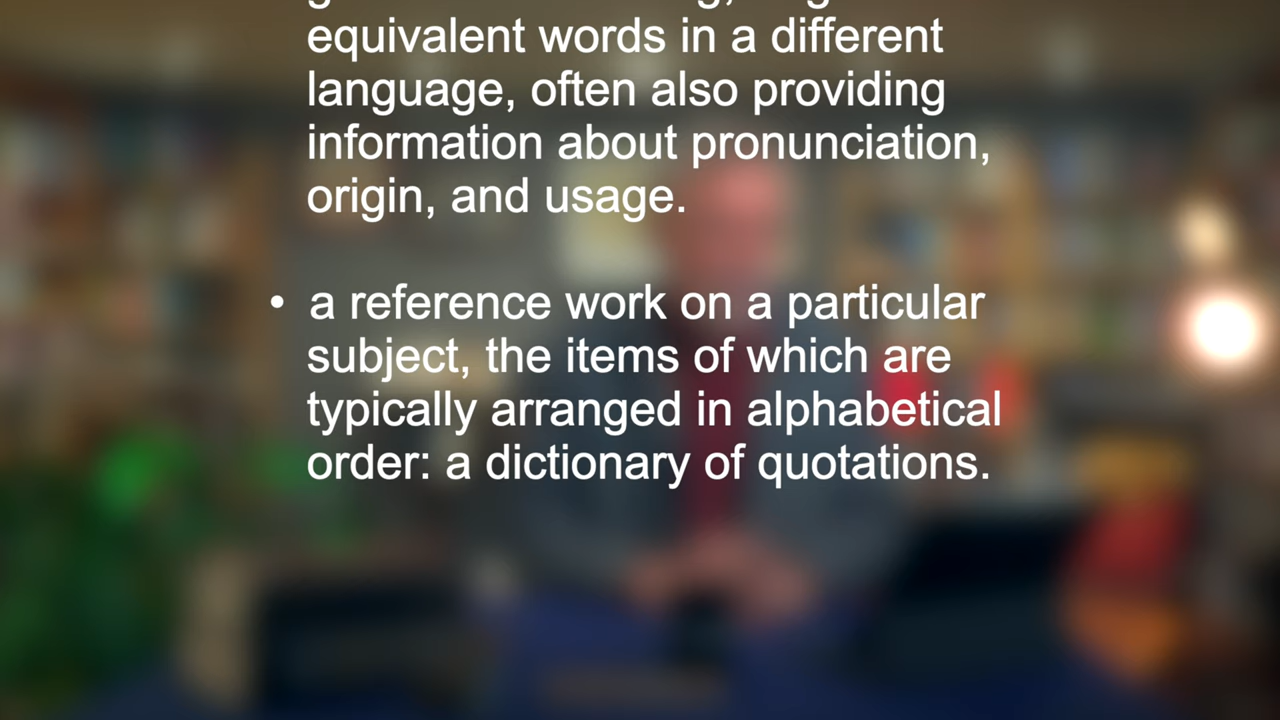 equivalent words in a different
language, often also providing
information about pronunciation,
origin, and usage.
• a reference work on a particular
subject, the items of which are
typically arranged in alphabetical
order: a dictionary of quotations.